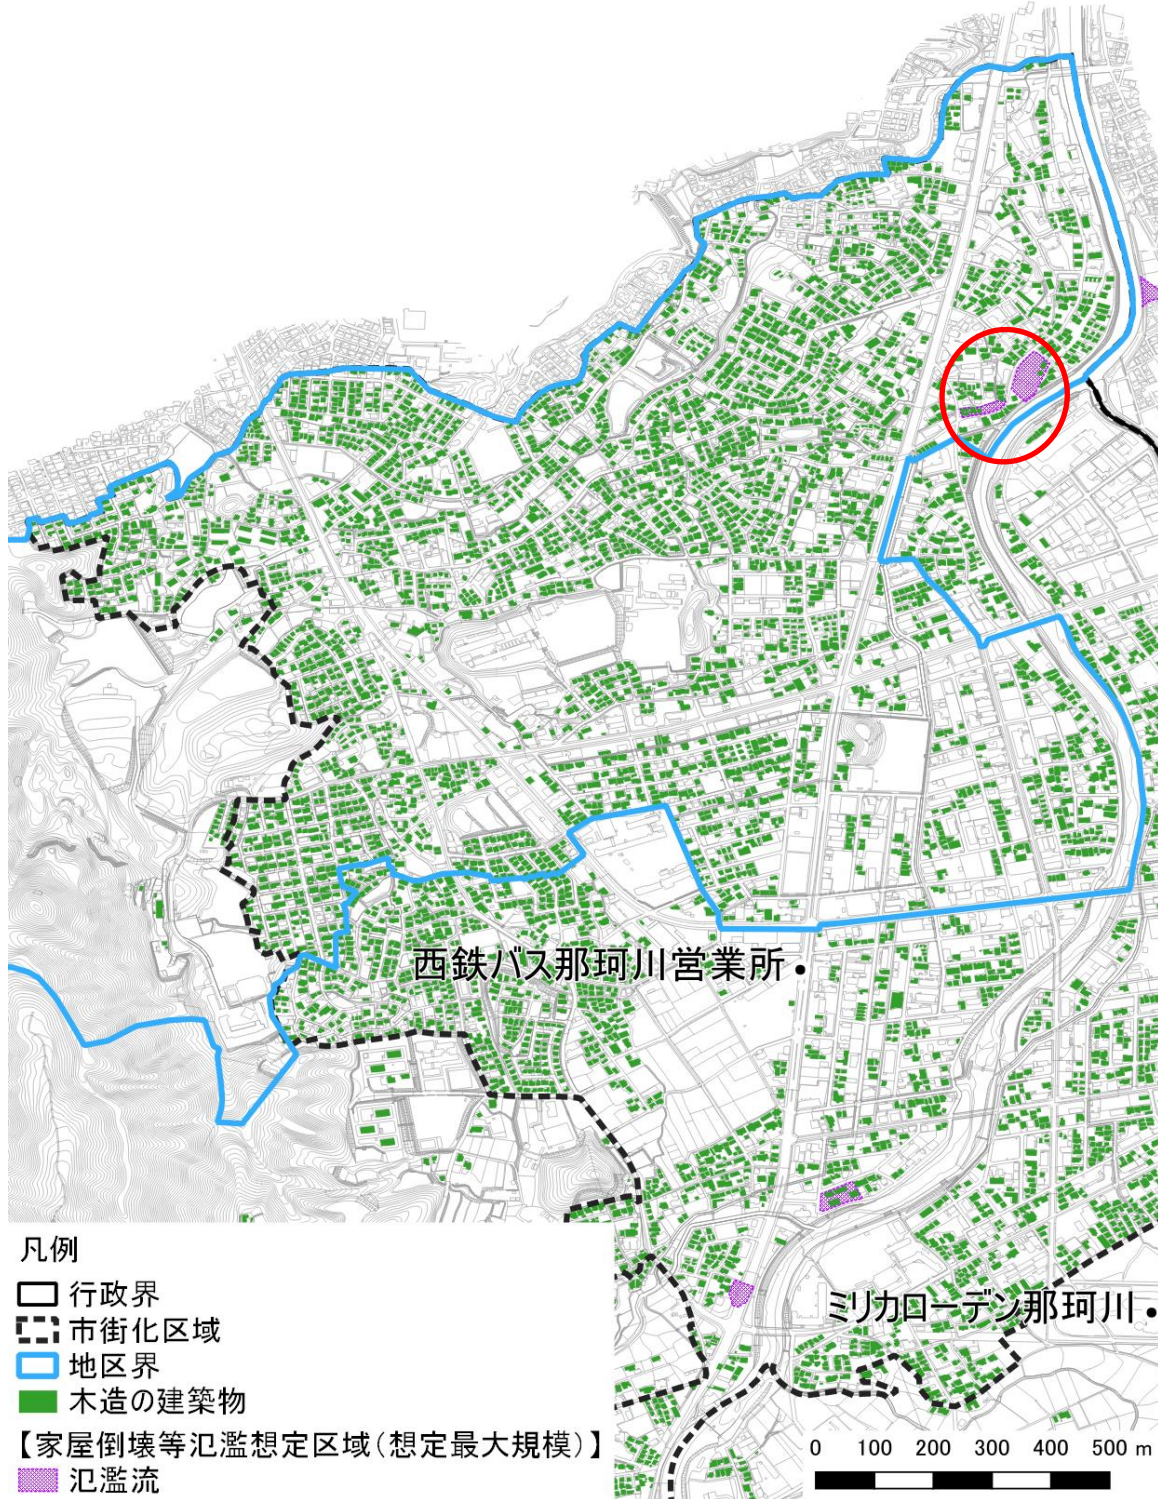 西鉄バス那珂川営業所
ミリカローデン那珂川
凡例
行政界
市街化区域
地区界
木造の建築物
【家屋倒壊等氾濫想定区域(想定最大規模)】
氾濫流
0 100 200 300 400 500 m